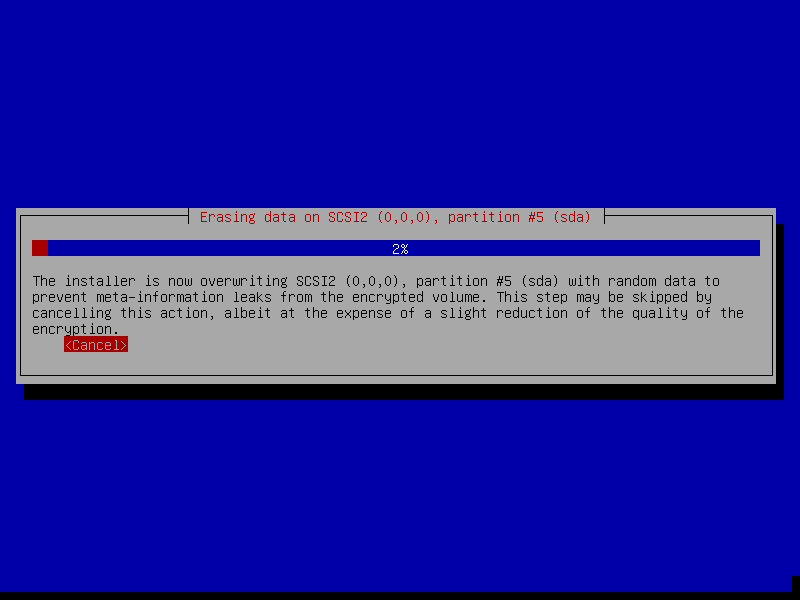 Erasing data on SCSI2 (0,0,0), partition #5 (sda)
2%
The installer is now overwriting SCSI2 (0,0,0), partition #5 (sda) with random data to
prevent meta-information leaks from the encrypted volume. This step may be skipped by
cancelling this action, albeit at the expense of a slight reduction of the quality of the
encryption.
<Cancel>